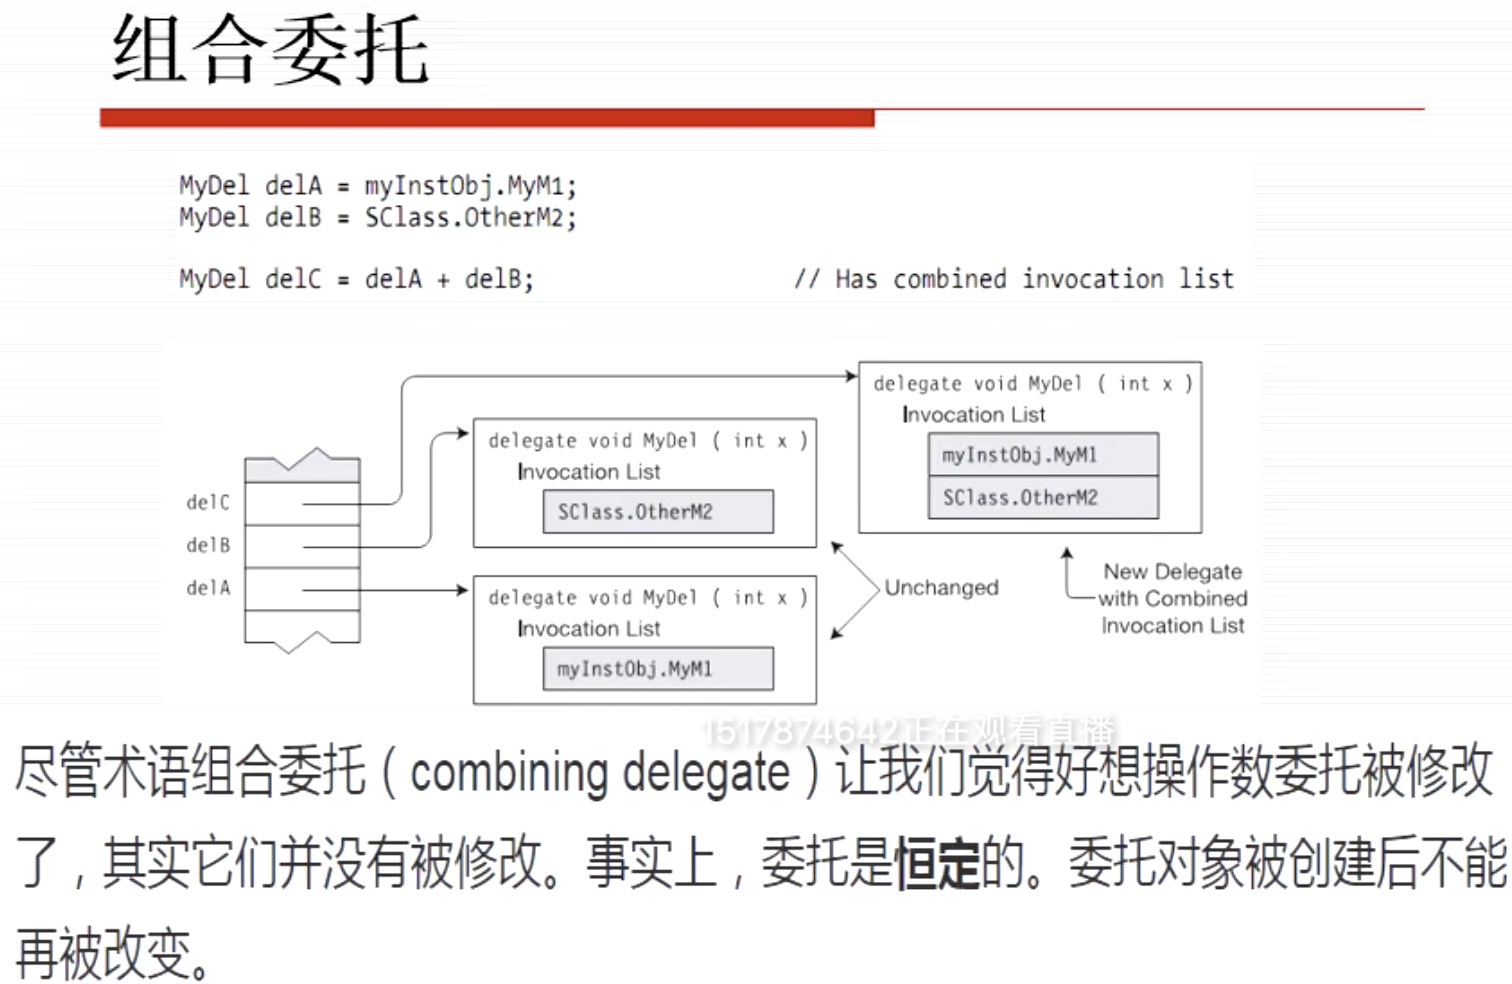 组合委托
MyDel delA = myInstObj.MyM1;
MyDel delB = SClass.OtherM2;
MyDel delC = delA + delB; // Has combined invocation list
delegate void MyDel ( int x )
Invocation List
myInstObj.MyM1
SClass.OtherM2
delegate void MyDel ( int x )
Invocation List
SClass.OtherM2
delC
delB
delA
delegate void MyDel ( int x )
Invocation List
myInstObj.MyM1
Unchanged
New Delegate
with Combined
Invocation List
1517874642正在观看直播
尽管术语组合委托（combining delegate）让我们觉得好想操作数委托被修改
了，其实它们并没有被修改。事实上，委托是恒定的。委托对象被创建后不能
再被改变。